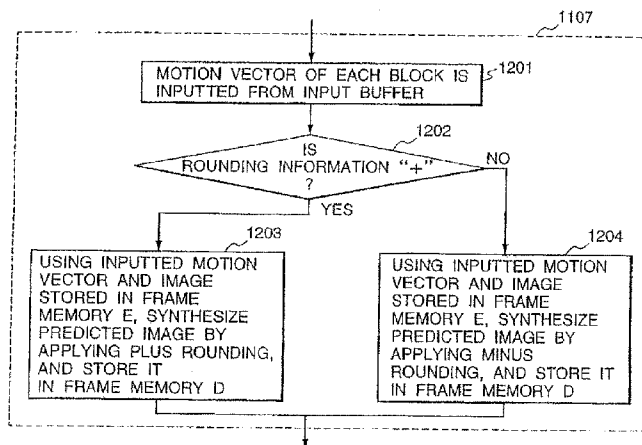 1107
MOTION VECTOR OF EACH BLOCK IS
INPUTTED FROM INPUT BUFFER
1201
1202
IS
ROUNDING INFORMATION "+"
?
NO
YES
1203
USING INPUTTED MOTION
VECTOR AND IMAGE
STORED IN FRAME
MEMORY E, SYNTHESIZE
PREDICTED IMAGE BY
APPLYING PLUS ROUNDING,
AND STORE IT
IN FRAME MEMORY D
1204
USING INPUTTED MOTION
VECTOR AND IMAGE
STORED IN FRAME
MEMORY E, SYNTHESIZE
PREDICTED IMAGE BY
APPLYING MINUS
ROUNDING, AND STORE IT
IN FRAME MEMORY D